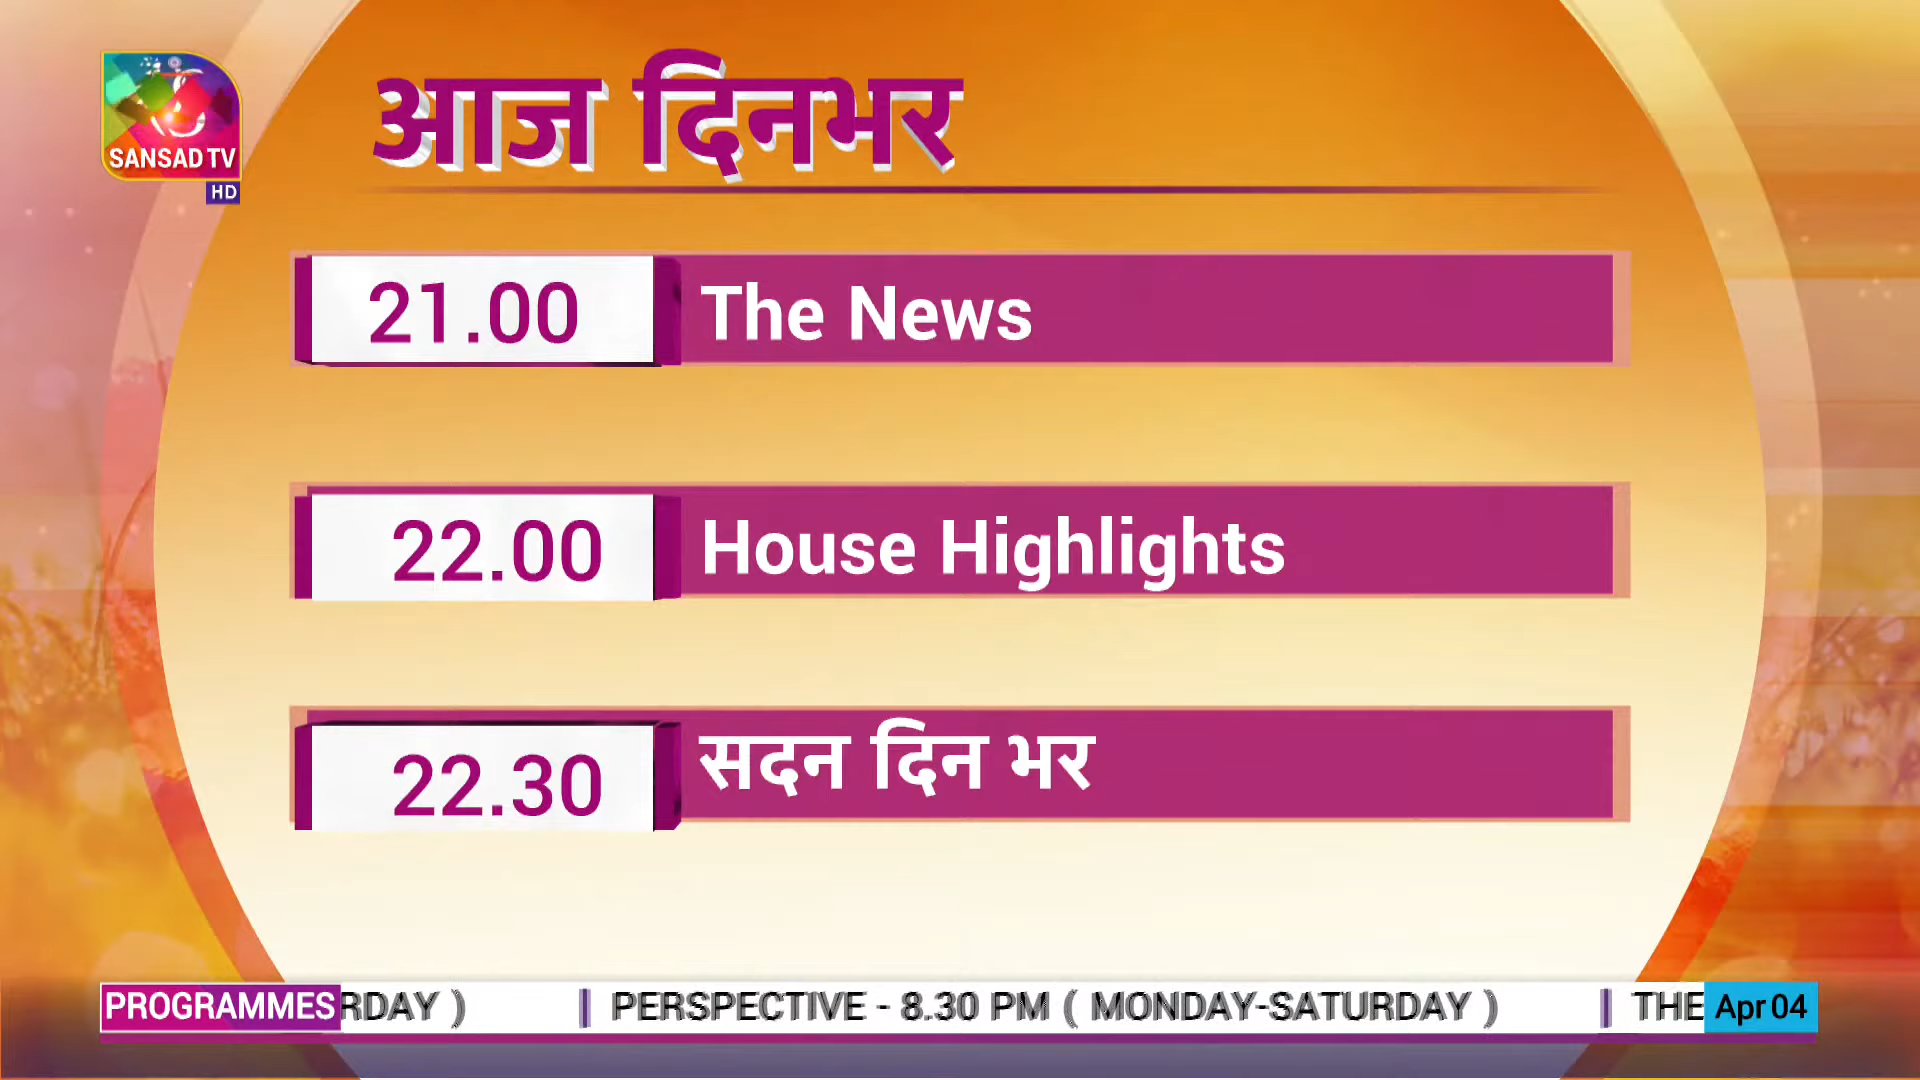 SANSAD TV
HD
आज दिनभर
21.00 The News
22.00 House Highlights
22.30 सदन दिन भर
PROGRAMMES RDAY ) | PERSPECTIVE - 8.30 PM ( MONDAY-SATURDAY ) | THE Apr 04